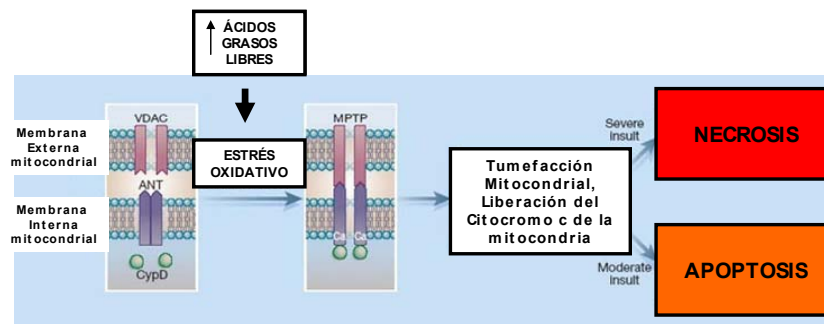 ÁCIDOS
GRASOS
LIBRES
VDAC
MPTP
Membrana
Externa
mitocondrial
ESTRÉS
OXIDATIVO
ANT
Membrana
Interna
mitocondrial
CypD
Tumefacción
Mitocondrial,
Liberación del
Citocromo c de la
mitocondria
Severe
insult
NECROSIS
Moderate
insult
APOPTOSIS